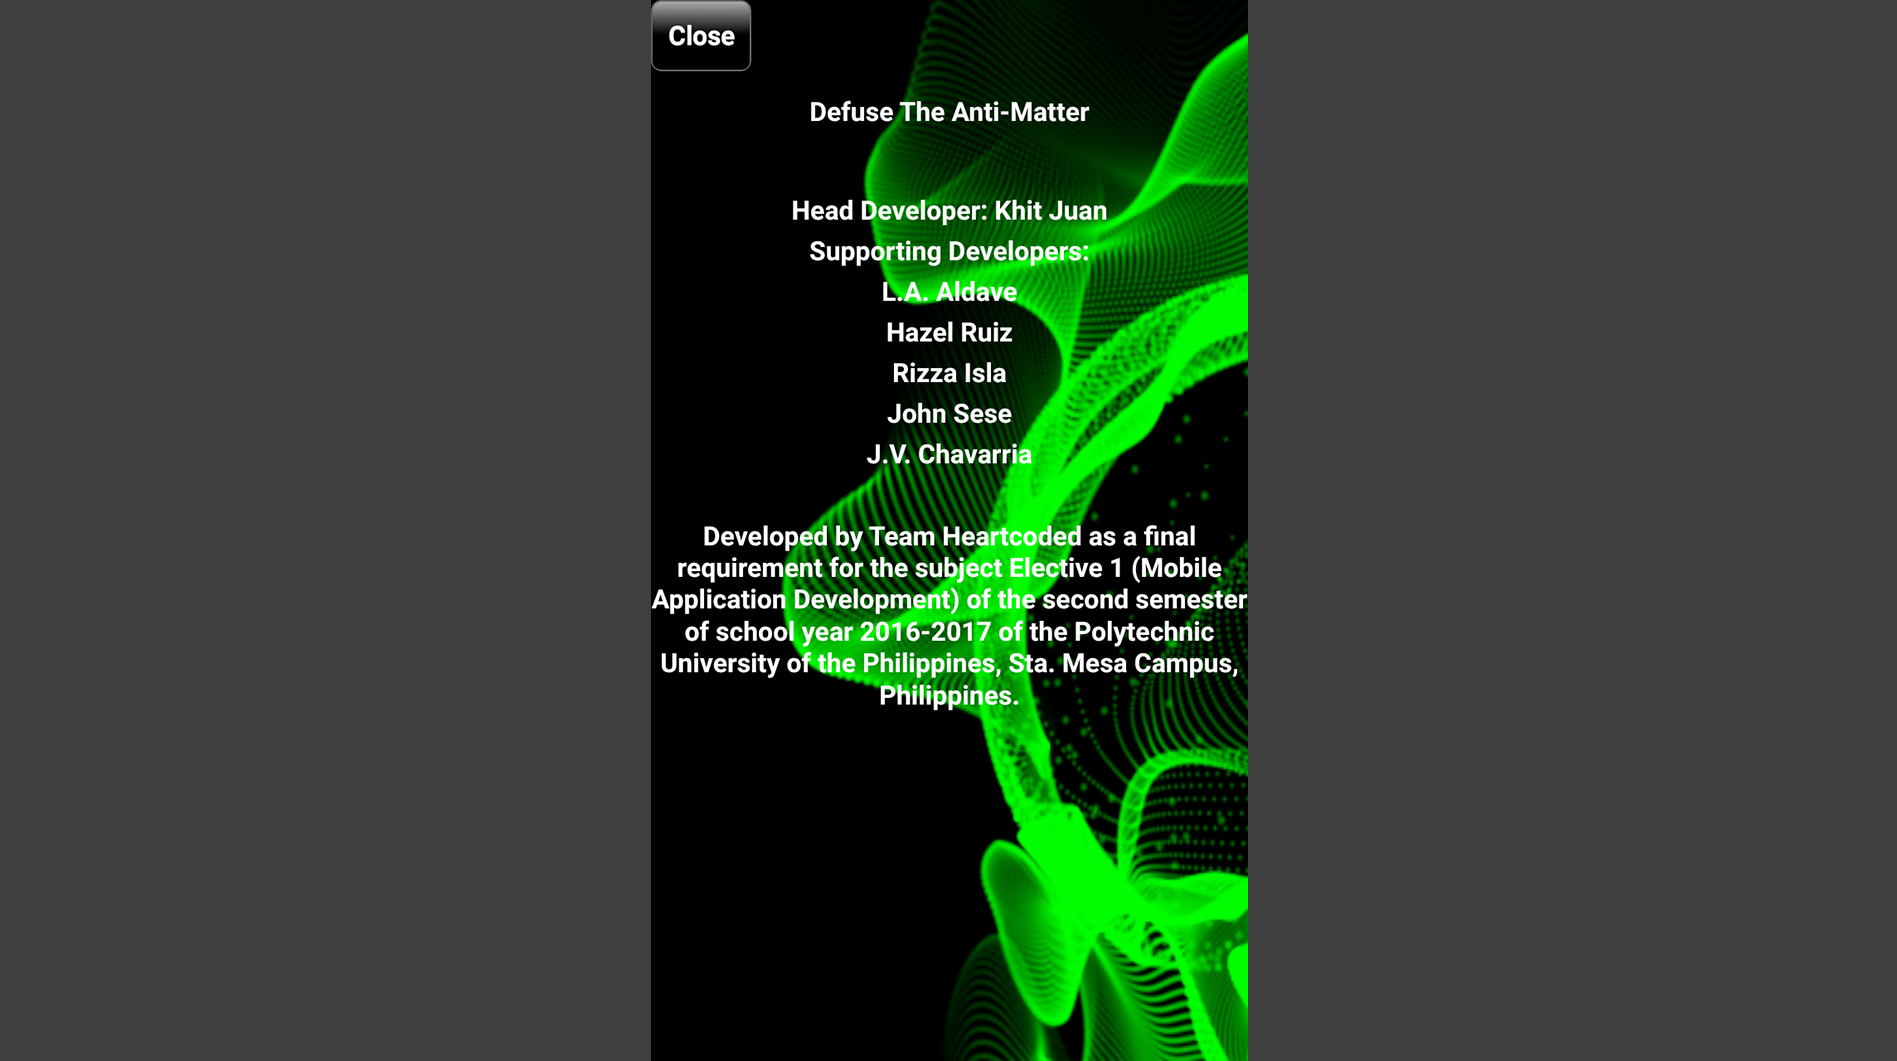 Close
Defuse The Anti-Matter
Head Developer: Khit Juan
Supporting Developers:
L.A. Aldave
Hazel Ruiz
Rizza Isla
John Sese
J.V. Chavarria
Developed by Team Heartcoded as a final
requirement for the subject Elective 1 (Mobile
Application Development) of the second semester
of school year 2016-2017 of the Polytechnic
University of the Philippines, Sta. Mesa Campus,
Philippines.